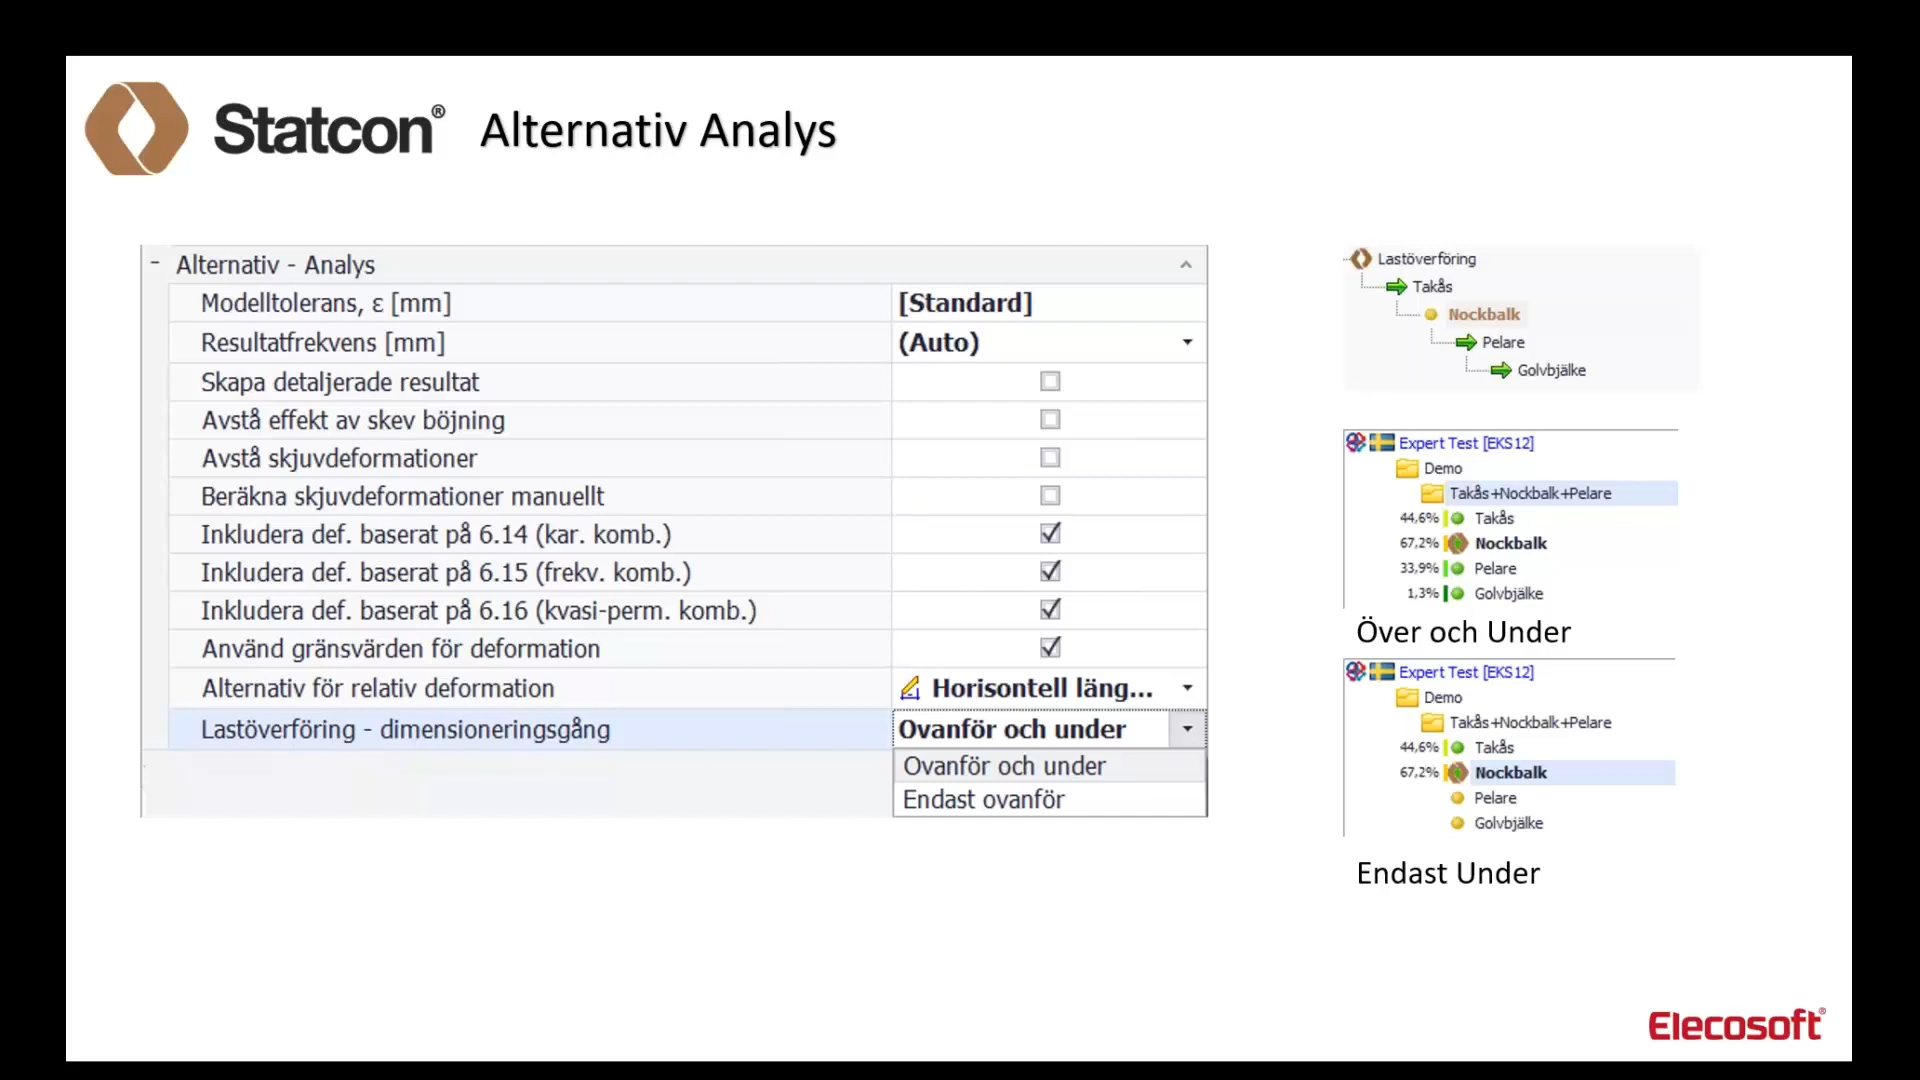 Statcon® Alternativ Analys
- Alternativ - Analys
Modelltolerans, ε [mm] [Standard]
Resultatfrekvens [mm] (Auto)
Skapa detaljerade resultat
Avstå effekt av skev böjning
Avstå skjuvdeformationer
Beräkna skjuvdeformationer manuellt
Inkludera def. baserat på 6.14 (kar. komb.)
Inkludera def. baserat på 6.15 (frekv. komb.)
Inkludera def. baserat på 6.16 (kvasi-perm. komb.)
Använd gränsvärden för deformation
Alternativ för relativ deformation Horisontell läng...
Lastöverföring - dimensioneringsgång Ovanför och under
Ovanför och under
Endast ovanför
Lastöverföring
Takås
Nockbalk
Pelare
Golvbjälke
Expert Test [EKS12]
Demo
Takås+Nockbalk+Pelare
44,6% Takås
67,2% Nockbalk
33,9% Pelare
1,3% Golvbjälke
Över och Under
Expert Test [EKS12]
Demo
Takås+Nockbalk+Pelare
44,6% Takås
67,2% Nockbalk
Pelare
Golvbjälke
Endast Under
Elecosoft®